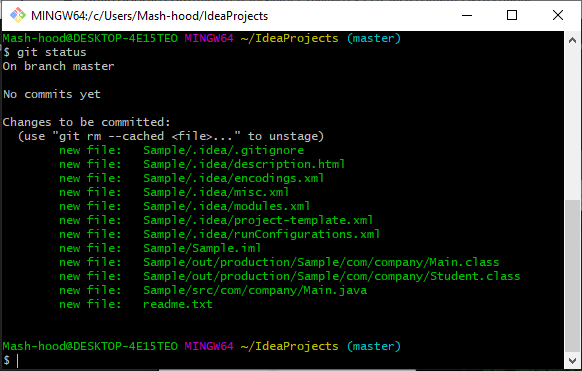 MINGW64:/c/Users/Mash-hood/IdeaProjects
Mash-hood@DESKTOP-4E15TEO MINGW64 ~/IdeaProjects (master)
$ git status
On branch master
No commits yet
Changes to be committed:
  (use "git rm --cached <file>..." to unstage)
        new file:   Sample/.idea/.gitignore
        new file:   Sample/.idea/description.html
        new file:   Sample/.idea/encodings.xml
        new file:   Sample/.idea/misc.xml
        new file:   Sample/.idea/modules.xml
        new file:   Sample/.idea/project-template.xml
        new file:   Sample/.idea/runConfigurations.xml
        new file:   Sample/Sample.iml
        new file:   Sample/out/production/Sample/com/company/Main.class
        new file:   Sample/out/production/Sample/com/company/Student.class
        new file:   Sample/src/com/company/Main.java
        new file:   readme.txt
Mash-hood@DESKTOP-4E15TEO MINGW64 ~/IdeaProjects (master)
$